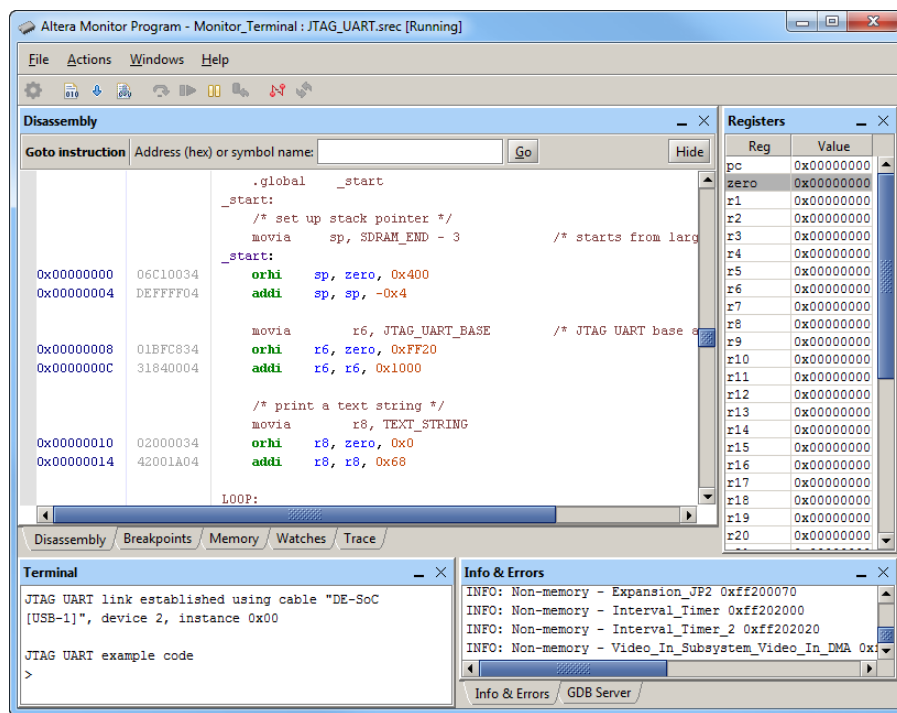 Altera Monitor Program - Monitor_Terminal : JTAG_UART.srec [Running]
File Actions Windows Help
Disassembly
Goto instruction Address (hex) or symbol name: Go Hide
.global _start
_start:
/* set up stack pointer */
movia sp, SDRAM_END - 3 /* starts from larg
_start:
0x00000000 06C10034 orhi sp, zero, 0x400
0x00000004 DEFFFF04 addi sp, sp, -0x4
movia r6, JTAG_UART_BASE /* JTAG UART base a
0x00000008 01BFC834 orhi r6, zero, 0xFF20
0x0000000C 31840004 addi r6, r6, 0x1000
/* print a text string */
movia r8, TEXT_STRING
0x00000010 02000034 orhi r8, zero, 0x0
0x00000014 42001A04 addi r8, r8, 0x68
LOOP:
Disassembly Breakpoints Memory Watches Trace
Registers
Reg Value
pc 0x00000000
zero 0x00000000
r1 0x00000000
r2 0x00000000
r3 0x00000000
r4 0x00000000
r5 0x00000000
r6 0x00000000
r7 0x00000000
r8 0x00000000
r9 0x00000000
r10 0x00000000
r11 0x00000000
r12 0x00000000
r13 0x00000000
r14 0x00000000
r15 0x00000000
r16 0x00000000
r17 0x00000000
r18 0x00000000
r19 0x00000000
r20 0x00000000
Terminal
JTAG UART link established using cable "DE-SoC
[USB-1]", device 2, instance 0x00
JTAG UART example code
>
Info & Errors
INFO: Non-memory - Expansion_JP2 0xff200070
INFO: Non-memory - Interval_Timer 0xff202000
INFO: Non-memory - Interval_Timer_2 0xff202020
INFO: Non-memory - Video_In_Subsystem_Video_In_DMA
Info & Errors GDB Server